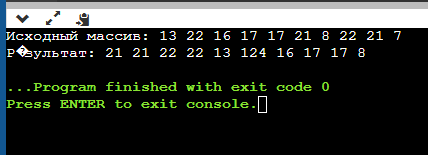 Исходный массив: 13 22 16 17 17 21 8 22 21 7
Р�зультат: 21 21 22 22 13 124 16 17 17 8
...Program finished with exit code 0
Press ENTER to exit console.